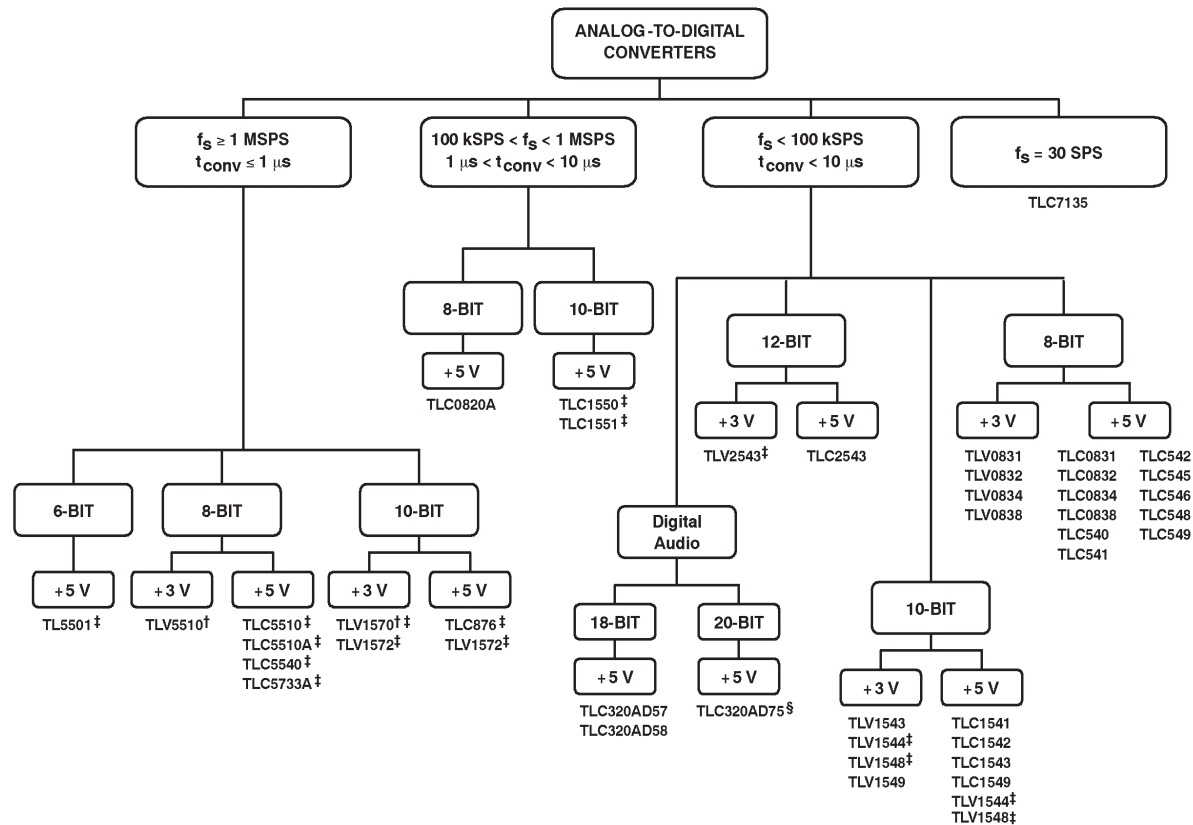 ANALOG-TO-DIGITAL
CONVERTERS
fs ≥ 1 MSPS
tconv ≤ 1 μs
100 kSPS < fs < 1 MSPS
1 μs < tconv < 10 μs
fs < 100 kSPS
tconv < 10 μs
fs = 30 SPS
TLC7135
8-BIT
+5 V
TLC0820A
10-BIT
+5 V
TLC1550‡
TLC1551‡
6-BIT
+5 V
TL5501‡
8-BIT
+3 V
TLV5510†
+5 V
TLC5510‡
TLC5510A‡
TLC5540‡
TLC5733A‡
10-BIT
+3 V
TLV1570†‡
TLV1572‡
+5 V
TLC876‡
TLV1572‡
Digital
Audio
18-BIT
+5 V
TLC320AD57
TLC320AD58
20-BIT
+5 V
TLC320AD75§
12-BIT
+3 V
TLV2543‡
+5 V
TLC2543
10-BIT
+3 V
TLV1543
TLV1544‡
TLV1548‡
TLV1549
+5 V
TLC1541
TLC1542
TLC1543
TLC1549
TLV1544‡
TLV1548‡
8-BIT
+3 V
TLV0831
TLV0832
TLV0834
TLV0838
+5 V
TLC0831
TLC0832
TLC0834
TLC0838
TLC540
TLC541
TLC542
TLC545
TLC546
TLC548
TLC549